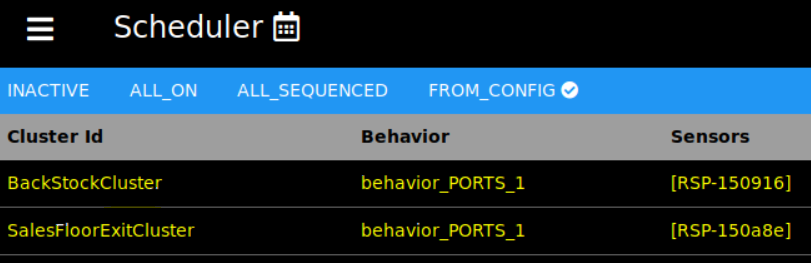 Scheduler
INACTIVE ALL_ON ALL_SEQUENCED FROM_CONFIG
Cluster Id Behavior Sensors
BackStockCluster behavior_PORTS_1 [RSP-150916]
SalesFloorExitCluster behavior_PORTS_1 [RSP-150a8e]